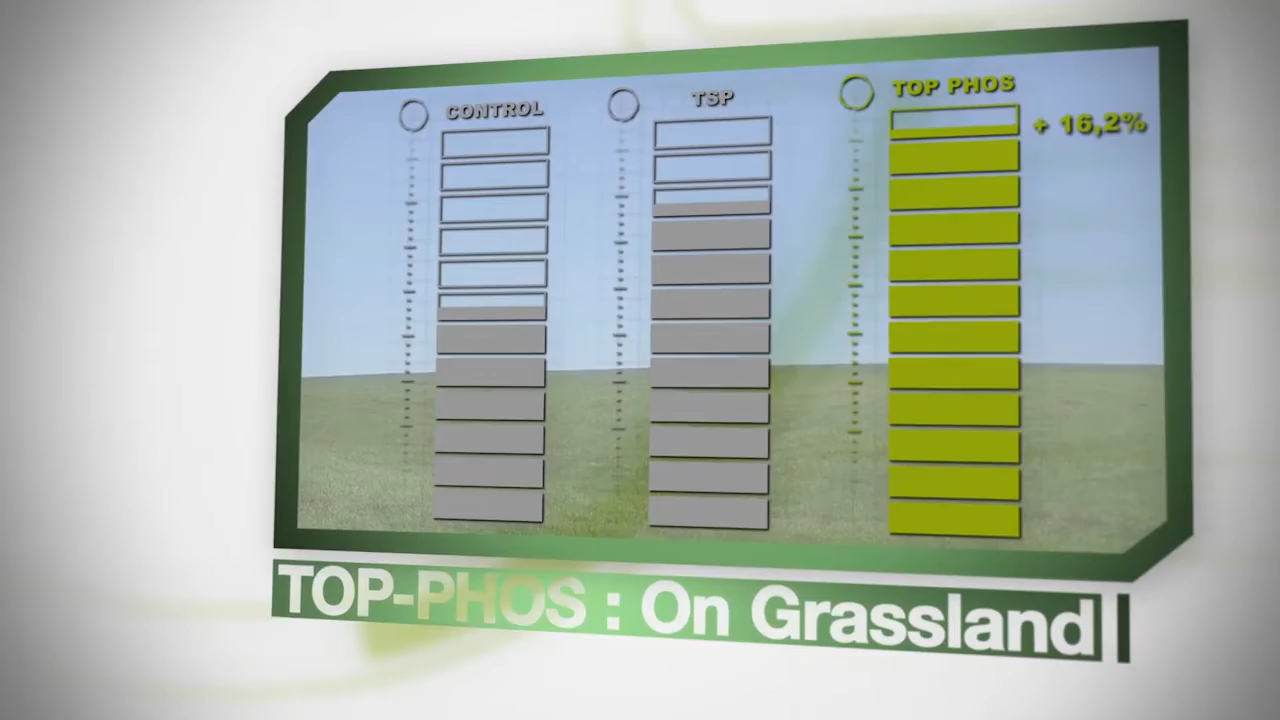 CONTROL
TSP
TOP PHOS
+ 16,2%
TOP-PHOS : On Grassland